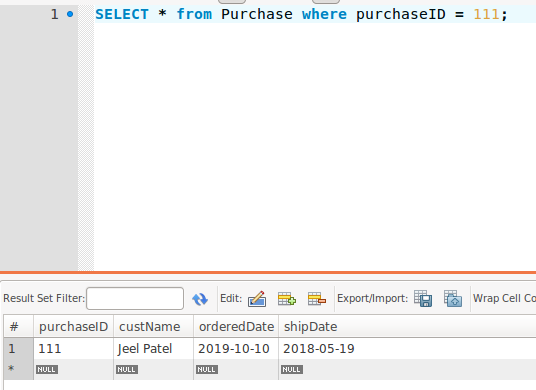 1 SELECT * from Purchase where purchaseID = 111;
Result Set Filter: Edit: Export/Import: Wrap Cell Co
# purchaseID custName orderedDate shipDate
1 111 Jeel Patel 2019-10-10 2018-05-19
* NULL NULL NULL NULL